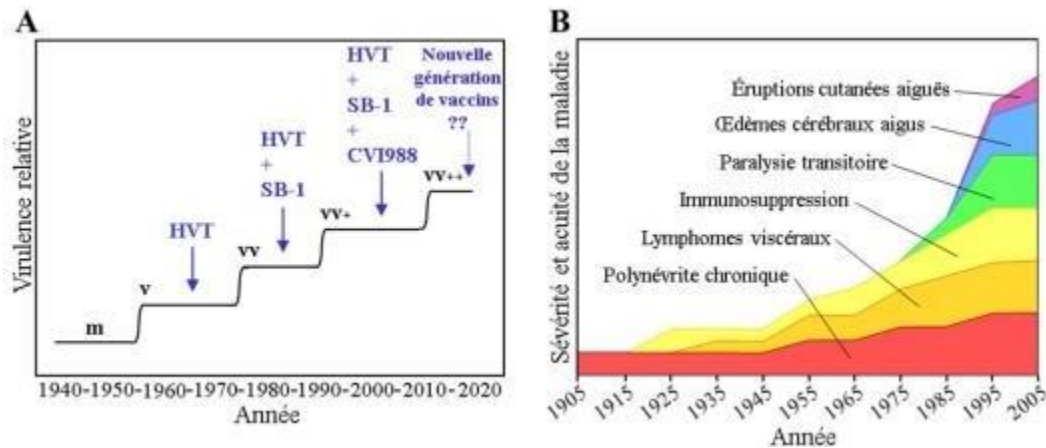 A
Virulence relative
m
v
HVT
vv
HVT
+
SB-1
vv+
HVT
+
SB-1
+
CVI988
vv++
Nouvelle
génération
de vaccins
??
1940-1950-1960-1970-1980-1990-2000-2010-2020
Année
B
Sévérité et acuité de la maladie
Éruptions cutanées aiguës
Œdèmes cérébraux aigus
Paralysie transitoire
Immunosuppression
Lymphomes viscéraux
Polynévrite chronique
1905
1915
1925
1935
1945
1955
1965
1975
1985
1995
2005
Année